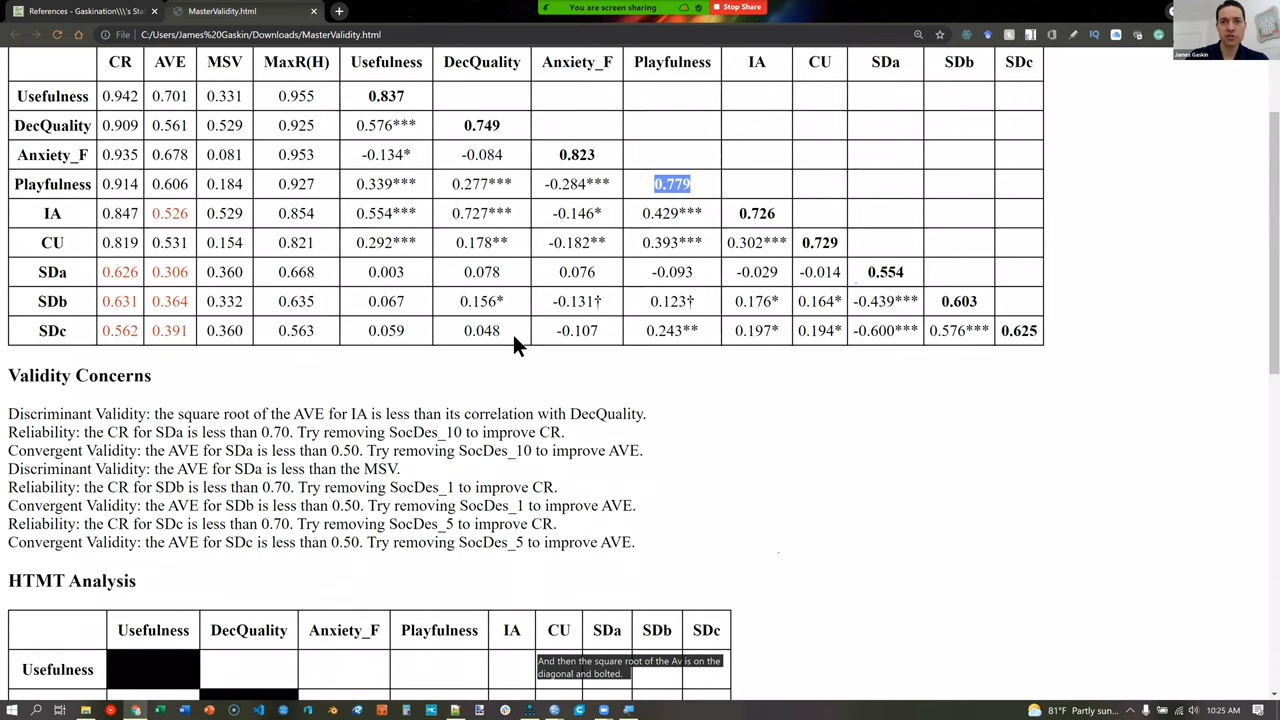 You are screen sharing
Stop Share
References - Gaskination\\\'s Sta
MasterValidity.html
File
C:/Users/James%20Gaskin/Downloads/MasterValidity.html
James Gaskin
CR AVE MSV MaxR(H) Usefulness DecQuality Anxiety_F Playfulness IA CU SDa SDb SDc
Usefulness 0.942 0.701 0.331 0.955 0.837
DecQuality 0.909 0.561 0.529 0.925 0.576*** 0.749
Anxiety_F 0.935 0.678 0.081 0.953 -0.134* -0.084 0.823
Playfulness 0.914 0.606 0.184 0.927 0.339*** 0.277*** -0.284*** 0.779
IA 0.847 0.526 0.529 0.854 0.554*** 0.727*** -0.146* 0.429*** 0.726
CU 0.819 0.531 0.154 0.821 0.292*** 0.178** -0.182** 0.393*** 0.302*** 0.729
SDa 0.626 0.306 0.360 0.668 0.003 0.078 0.076 -0.093 -0.029 -0.014 0.554
SDb 0.631 0.364 0.332 0.635 0.067 0.156* -0.131† 0.123† 0.176* 0.164* -0.439*** 0.603
SDc 0.562 0.391 0.360 0.563 0.059 0.048 -0.107 0.243** 0.197* 0.194* -0.600*** 0.576*** 0.625
Validity Concerns
Discriminant Validity: the square root of the AVE for IA is less than its correlation with DecQuality.
Reliability: the CR for SDa is less than 0.70. Try removing SocDes_10 to improve CR.
Convergent Validity: the AVE for SDa is less than 0.50. Try removing SocDes_10 to improve AVE.
Discriminant Validity: the AVE for SDa is less than the MSV.
Reliability: the CR for SDb is less than 0.70. Try removing SocDes_1 to improve CR.
Convergent Validity: the AVE for SDb is less than 0.50. Try removing SocDes_1 to improve AVE.
Reliability: the CR for SDc is less than 0.70. Try removing SocDes_5 to improve CR.
Convergent Validity: the AVE for SDc is less than 0.50. Try removing SocDes_5 to improve AVE.
HTMT Analysis
Usefulness DecQuality Anxiety_F Playfulness IA CU SDa SDb SDc
Usefulness
And then the square root of the Av is on the
diagonal and bolted.
81°F Partly sun...
10:25 AM